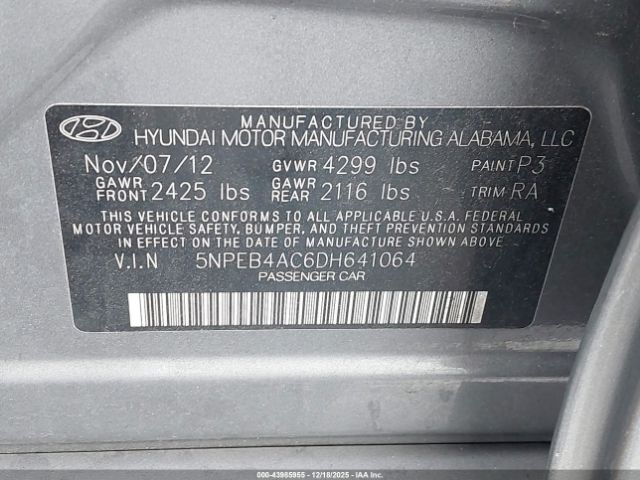 MANUFACTURED BY
HYUNDAI MOTOR MANUFACTURING ALABAMA, LLC
Nov/07/12 GVWR 4299 lbs PAINT P3
GAWR FRONT 2425 lbs GAWR REAR 2116 lbs TRIM RA
THIS VEHICLE CONFORMS TO ALL APPLICABLE U.S.A. FEDERAL
MOTOR VEHICLE SAFETY, BUMPER, AND THEFT PREVENTION
STANDARDS IN EFFECT ON THE DATE OF MANUFACTURE SHOWN ABOVE.
V.I.N 5NPEB4AC6DH641064
PASSENGER CAR
000-43985955 - 12/18/2025 - COPYRIGHT IAA, LLC